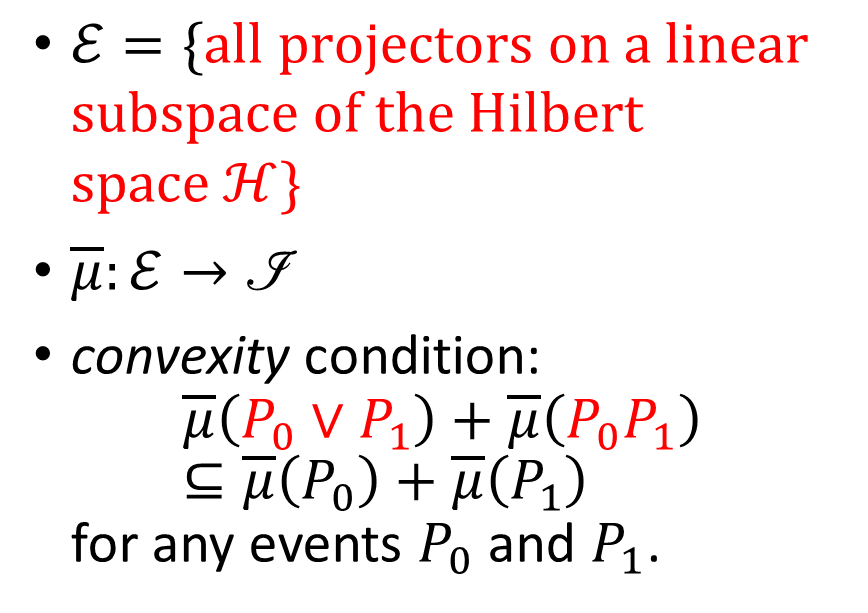 • ℰ = {all projectors on a linear
subspace of the Hilbert
space ℋ}
• μ̅: ℰ → ℐ
• convexity condition:
μ̅(P₀ ∨ P₁) + μ̅(P₀P₁)
⊆ μ̅(P₀) + μ̅(P₁)
for any events P₀ and P₁.